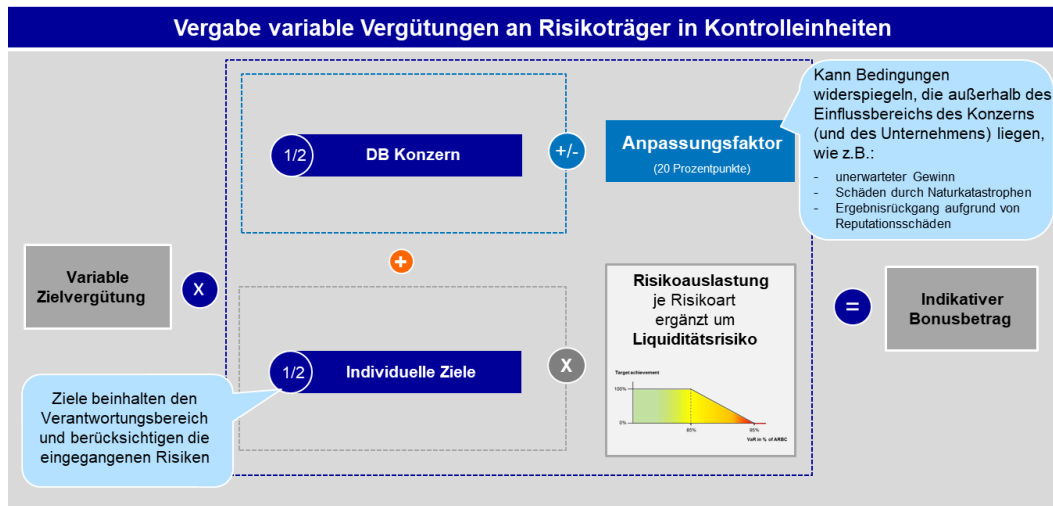 Vergabe variable Vergütungen an Risikoträger in Kontrolleinheiten
Kann Bedingungen
widerspiegeln, die außerhalb des
Einflussbereichs des Konzerns
(und des Unternehmens) liegen,
wie z.B.:
- unerwarteter Gewinn
- Schäden durch Naturkatastrophen
- Ergebnisrückgang aufgrund von
Reputationsschäden
1/2 DB Konzern
+/-
Anpassungsfaktor
(20 Prozentpunkte)
+
Variable
Zielvergütung
X
1/2 Individuelle Ziele
X
Risikoauslastung
je Risikoart
ergänzt um
Liquiditätsrisiko
Target achievement
100%
0%
85%
95%
VaR in % of ARBC
=
Indikativer
Bonusbetrag
Ziele beinhalten den
Verantwortungsbereich
und berücksichtigen die
eingegangenen Risiken